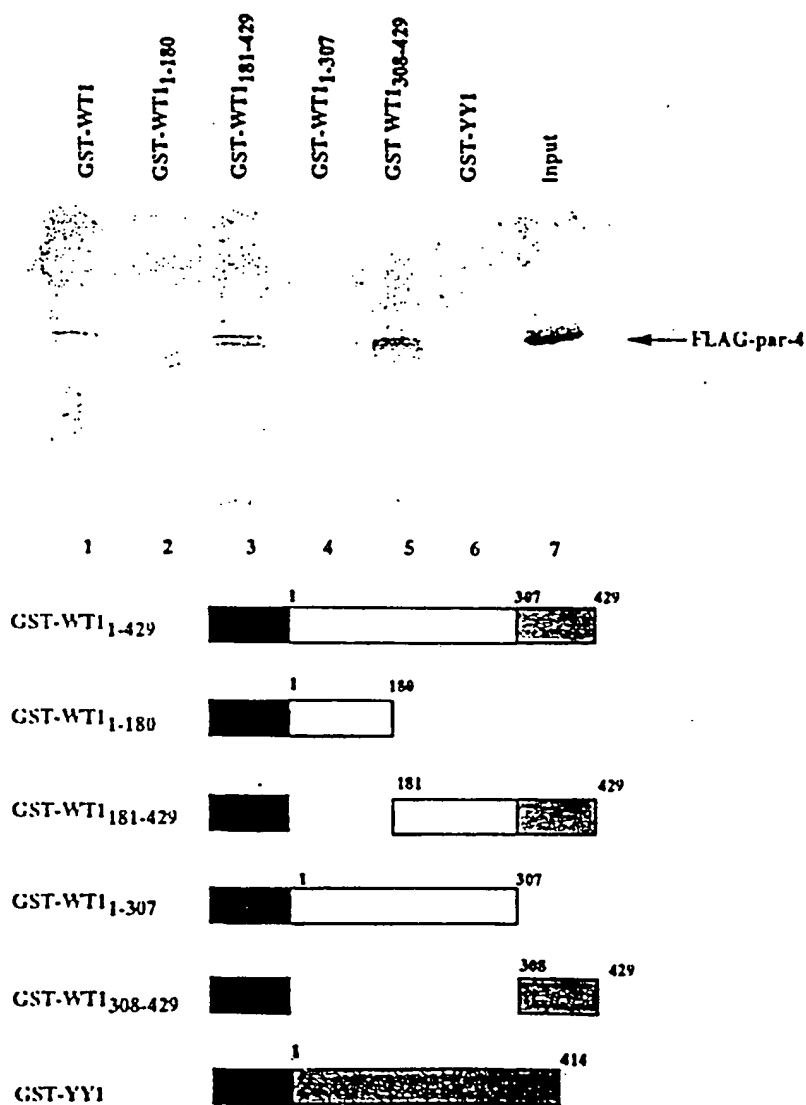 GST-WT1
GST-WT11-180
GST-WT1181-429
GST-WT11-307
GST WT1308-429
GST-YY1
Input
FLAG-par-4
1 2 3 4 5 6 7
1 307 429
GST-WT11-429
1 180
GST-WT11-180
181 429
GST-WT1181-429
1 307
GST-WT11-307
308 429
GST-WT1308-429
1 414
GST-YY1